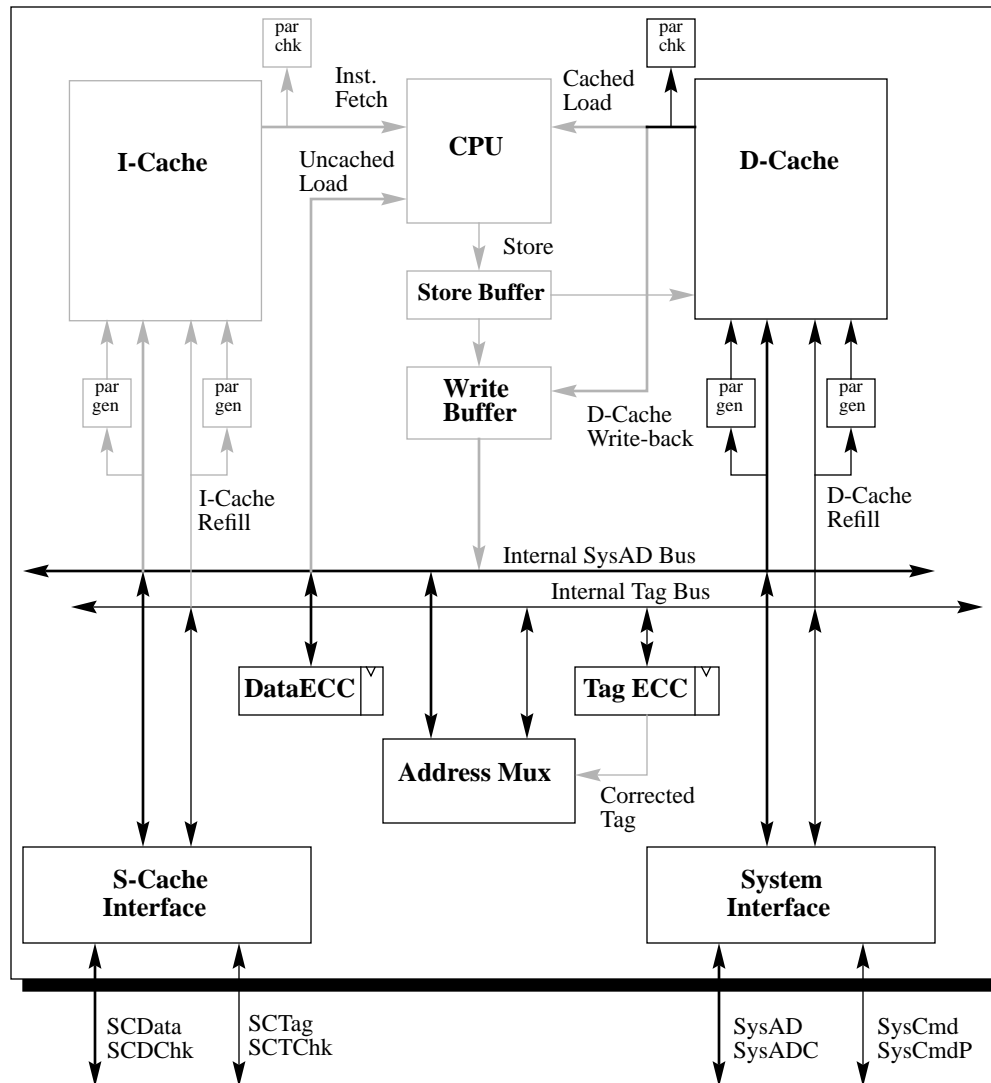 par
chk
par
chk
Inst.
Fetch
Cached
Load
I-Cache
CPU
D-Cache
Uncached
Load
Store
Store Buffer
par
gen
par
gen
Write
Buffer
par
gen
par
gen
D-Cache
Write-back
I-Cache
Refill
D-Cache
Refill
Internal SysAD Bus
Internal Tag Bus
DataECC
Tag ECC
Address Mux
Corrected
Tag
S-Cache
Interface
System
Interface
SCData
SCDChk
SCTag
SCTChk
SysAD
SysADC
SysCmd
SysCmdP